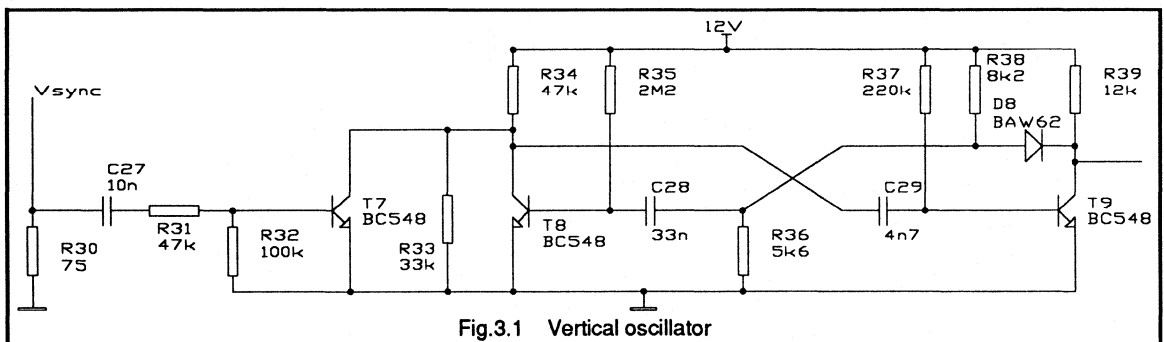 12V
Vsync
R34
47k
R35
2M2
R37
220k
R38
8k2
R39
12k
D8
BAW62
C27
10n
R31
47k
R30
75
R32
100k
T7
BC548
R33
33k
T8
BC548
C28
33n
R36
5k6
C29
4n7
T9
BC548
Fig.3.1 Vertical oscillator